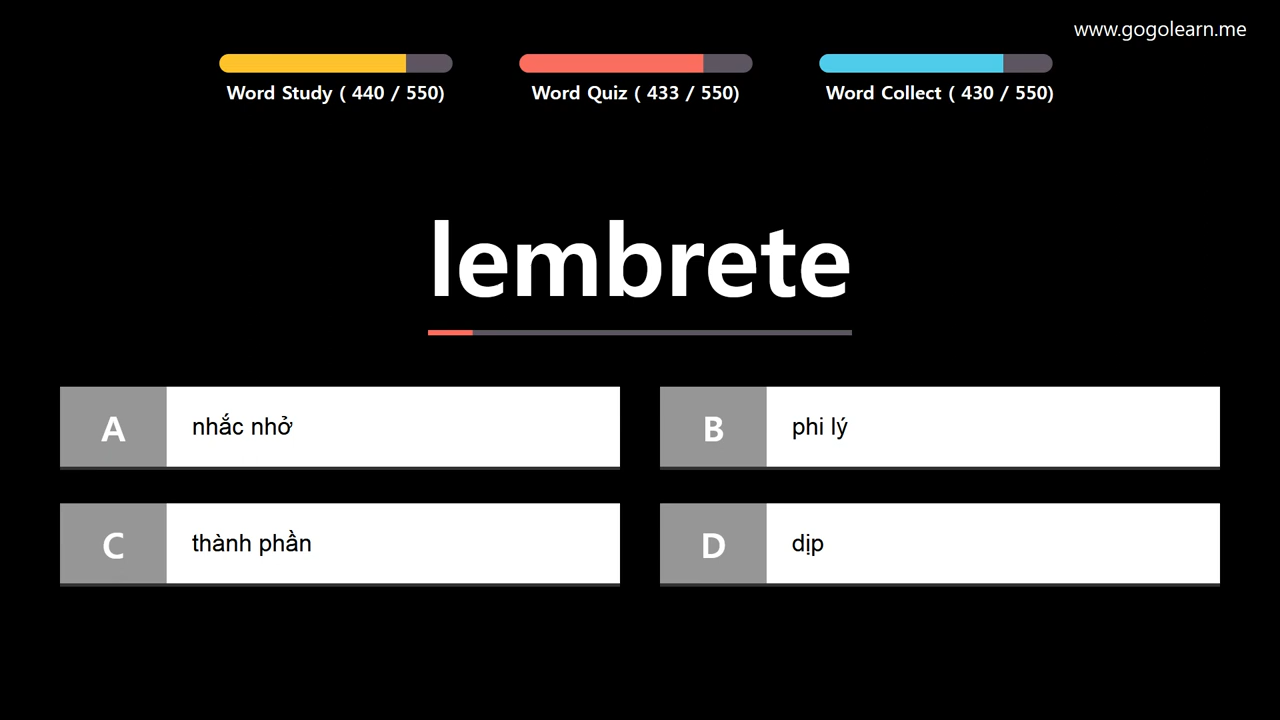 www.gogolearn.me
Word Study ( 440 / 550)
Word Quiz ( 433 / 550)
Word Collect ( 430 / 550)
lembrete
A
nhắc nhở
B
phi lý
C
thành phần
D
dịp